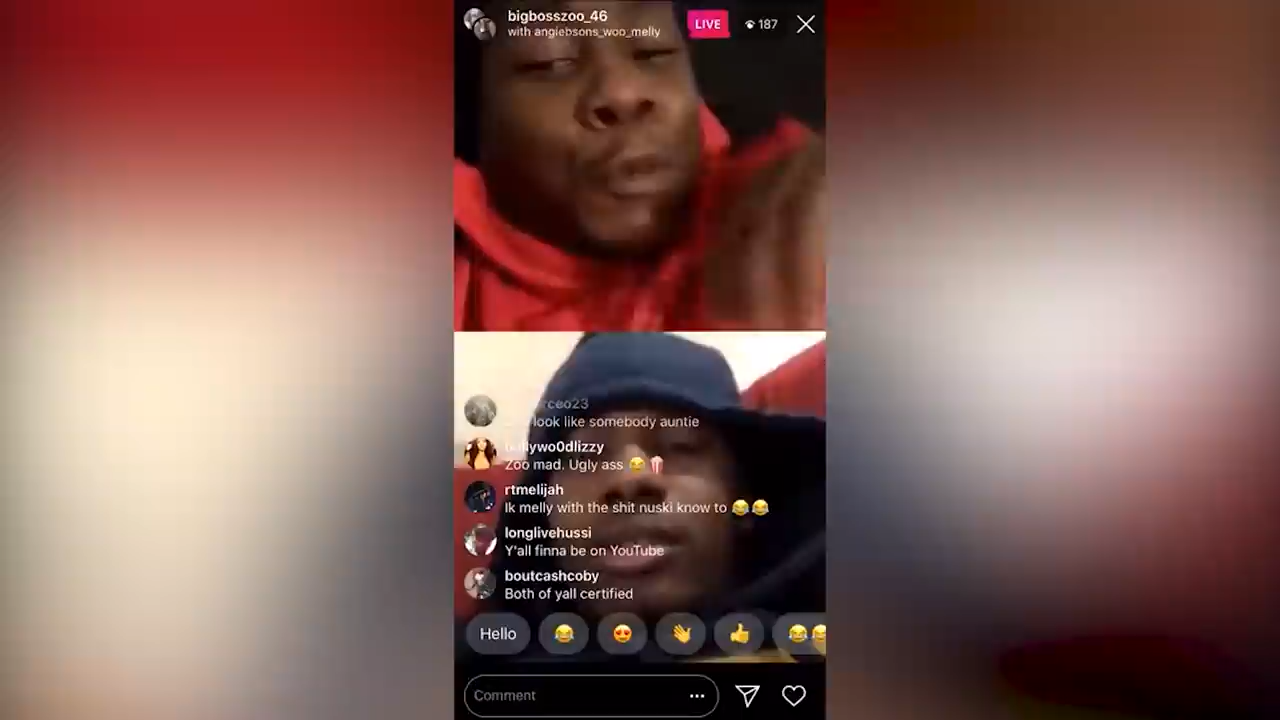 bigbosszoo_46
with angiebsons_woo_melly
LIVE
187
ceo23
look like somebody auntie
Zoo mad. Ugly ass 😂🍿
rtmelijah
Ik melly with the shit nuski know to 😂😂
longlivehussi
Y'all finna be on YouTube
boutcashcoby
Both of yall certified
Hello
Comment